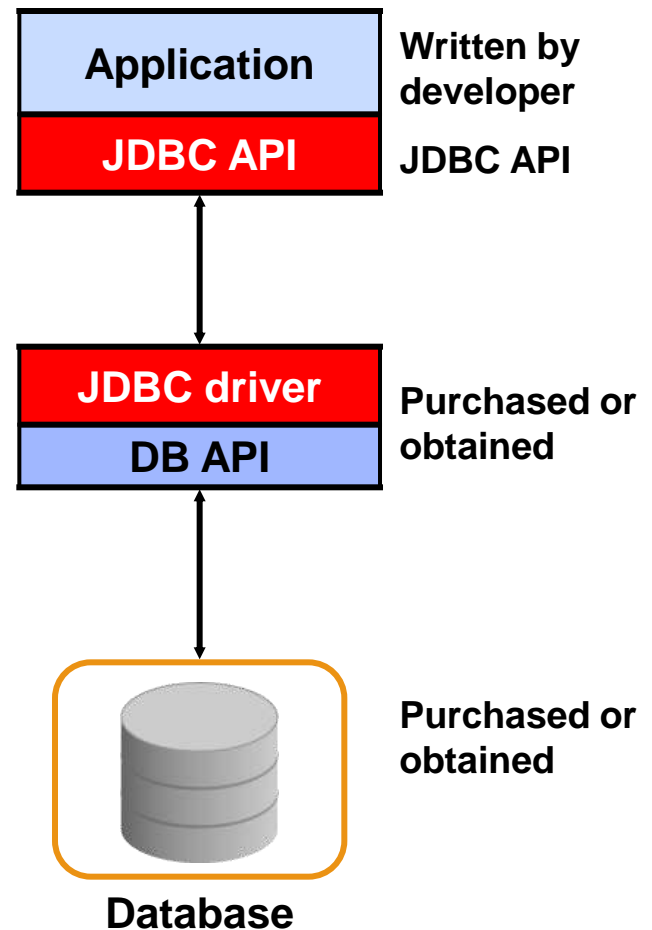 Application
Written by
developer
JDBC API
JDBC API
JDBC driver
DB API
Purchased or
obtained
Purchased or
obtained
Database